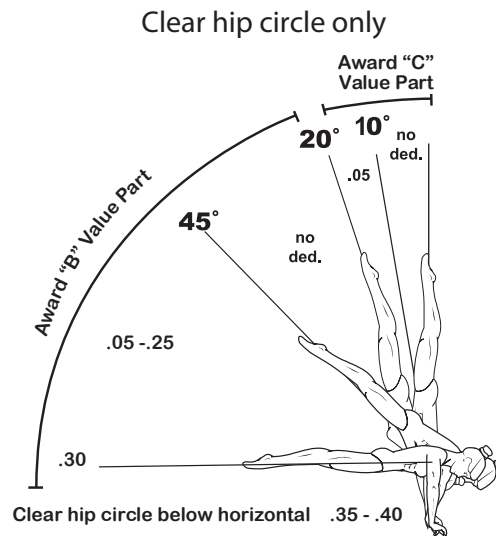 Clear hip circle only
Award “C”
Value Part
20°
10°
no
ded.
.05
45°
no
ded.
Award “B” Value Part
.05 -.25
.30
Clear hip circle below horizontal .35 - .40